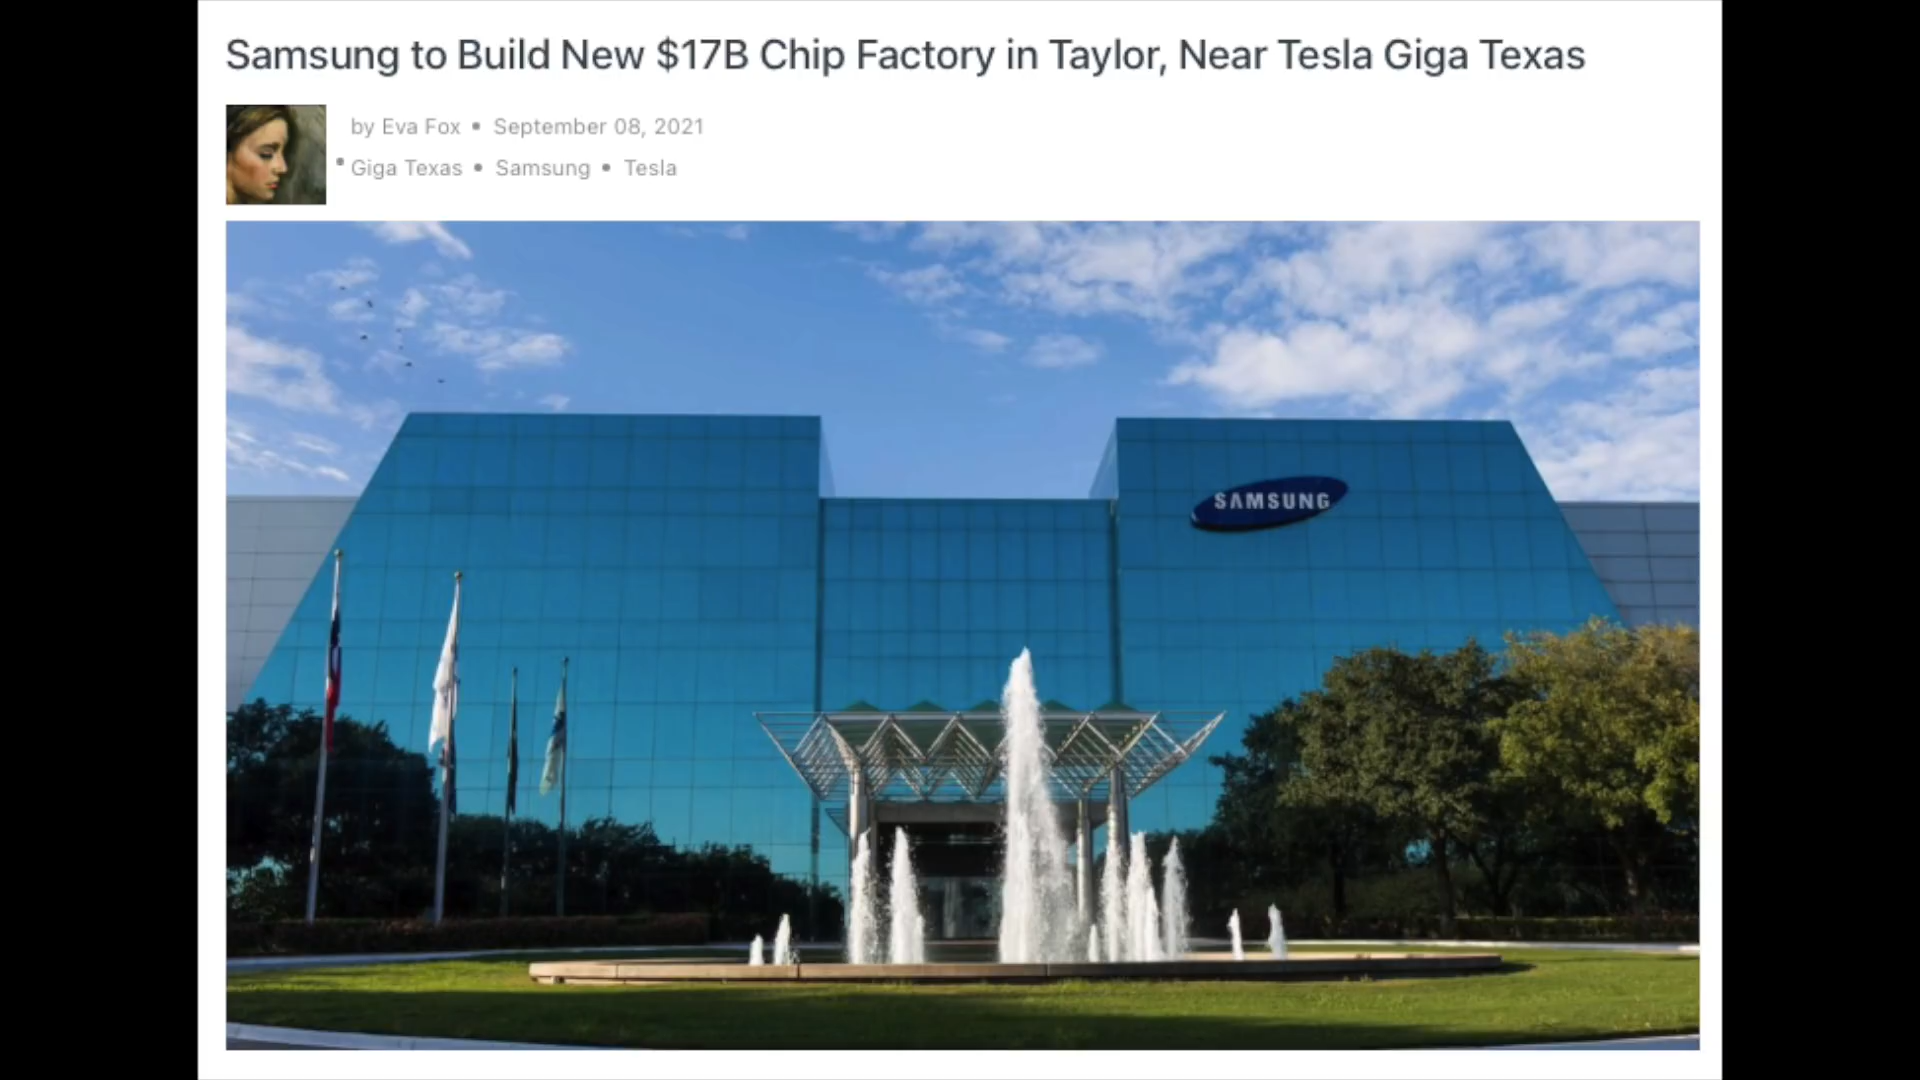 Samsung to Build New $17B Chip Factory in Taylor, Near Tesla Giga Texas
by Eva Fox • September 08, 2021
• Giga Texas • Samsung • Tesla
SAMSUNG